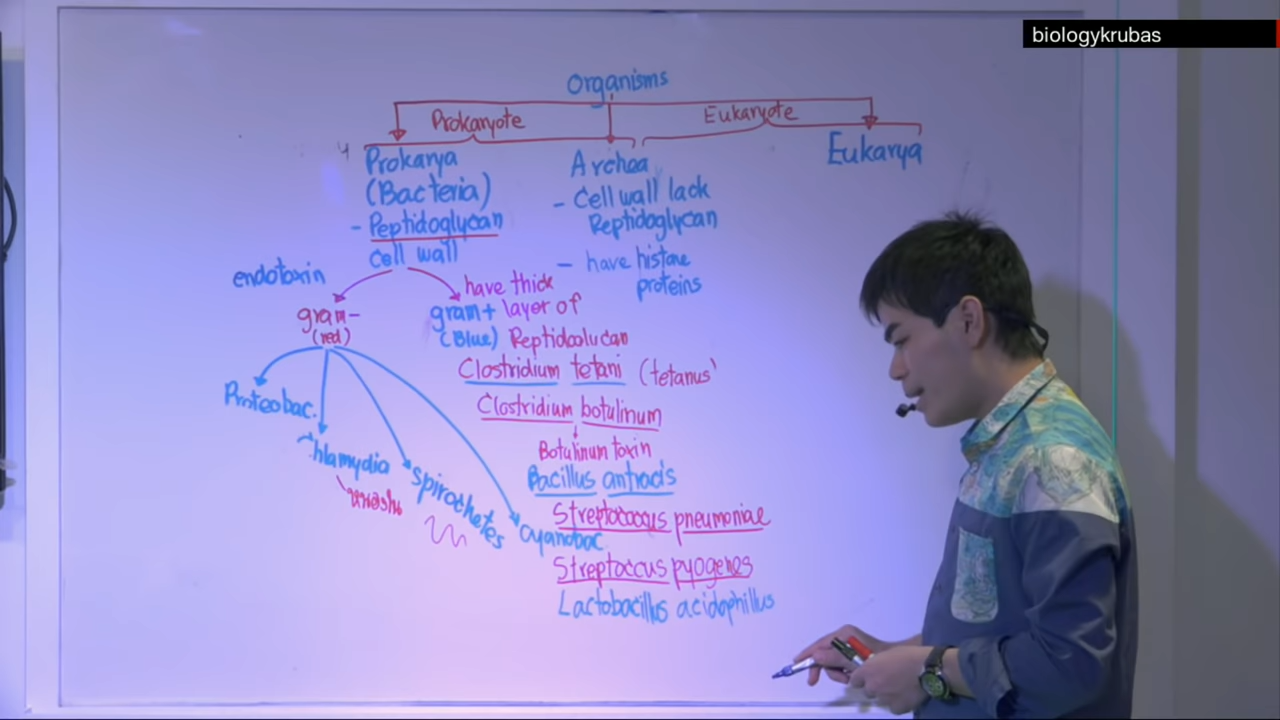 biologykrubas
Organisms
Prokaryote
Eukaryote
Prokarya
(Bacteria)
- Peptidoglycan
cell wall
Archea
- Cell wall lack
Peptidoglycan
- have histone
proteins
Eukarya
endotoxin
gram-
(red)
have thick
gram+ layer of
(Blue) Peptidoglycan
Clostridium tetani (tetanus)
Clostridium botulinum
Botulinum toxin
Bacillus antracis
Streptococcus pneumoniae
Streptoccus pyogenes
Lactobacillus acidophillus
Proteobac.
Chlamydia
Spirochetes
Cyanobac.